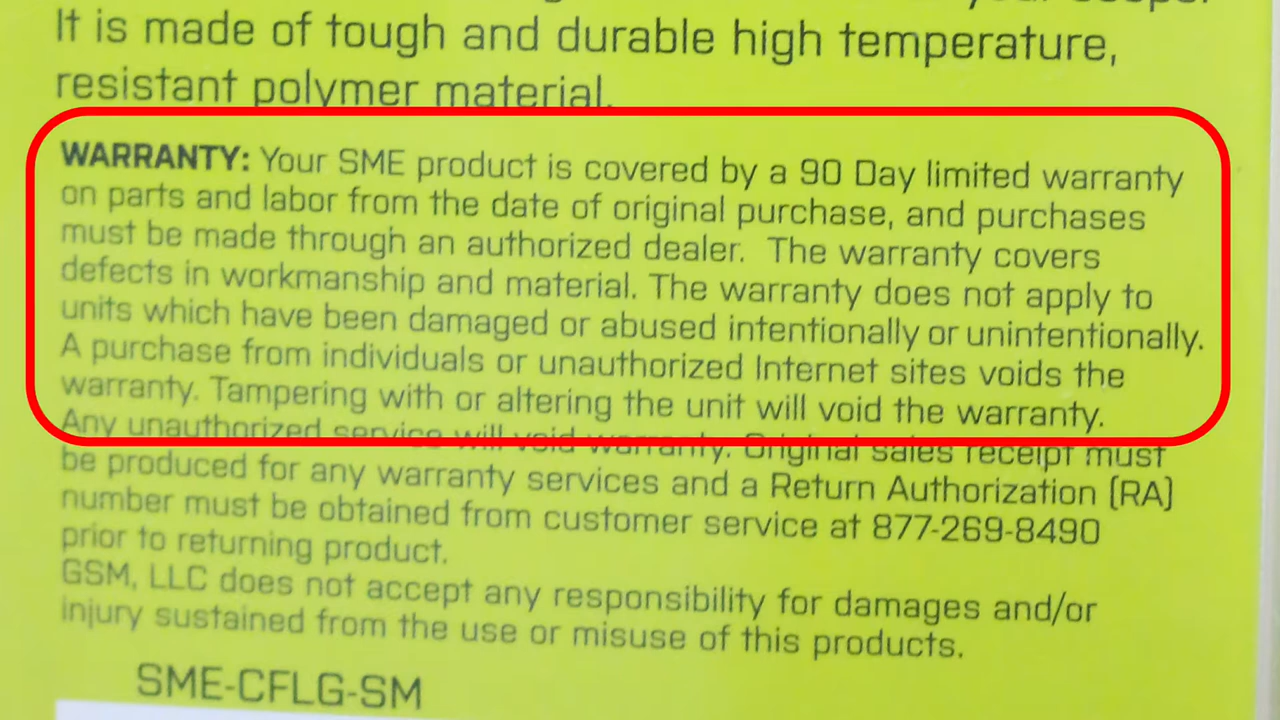 It is made of tough and durable high temperature,
resistant polymer material.
WARRANTY: Your SME product is covered by a 90 Day limited warranty
on parts and labor from the date of original purchase, and purchases
must be made through an authorized dealer. The warranty covers
defects in workmanship and material. The warranty does not apply to
units which have been damaged or abused intentionally or unintentionally.
A purchase from individuals or unauthorized Internet sites voids the
warranty. Tampering with or altering the unit will void the warranty.
Any unauthorized service will void warranty. Original sales receipt must
be produced for any warranty services and a Return Authorization (RA)
number must be obtained from customer service at 877-269-8490
prior to returning product.
GSM, LLC does not accept any responsibility for damages and/or
injury sustained from the use or misuse of this products.
SME-CFLG-SM